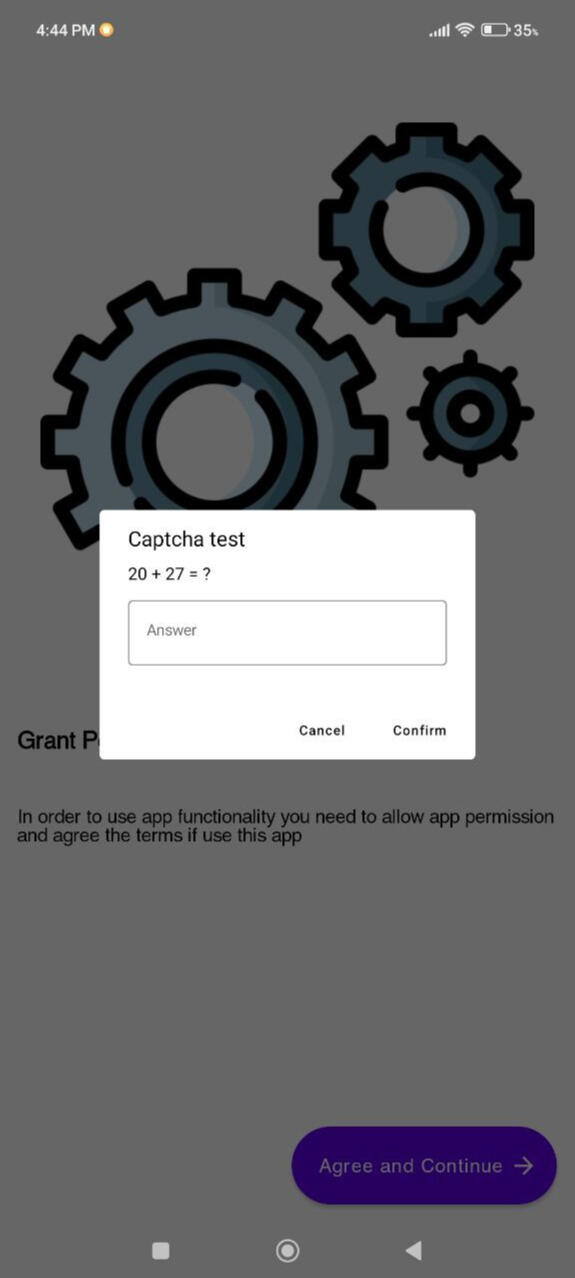 4:44 PM 35%
Captcha test
20 + 27 = ?
Answer
Cancel Confirm
Grant
In order to use app functionality you need to allow app permission
and agree the terms if use this app
Agree and Continue →